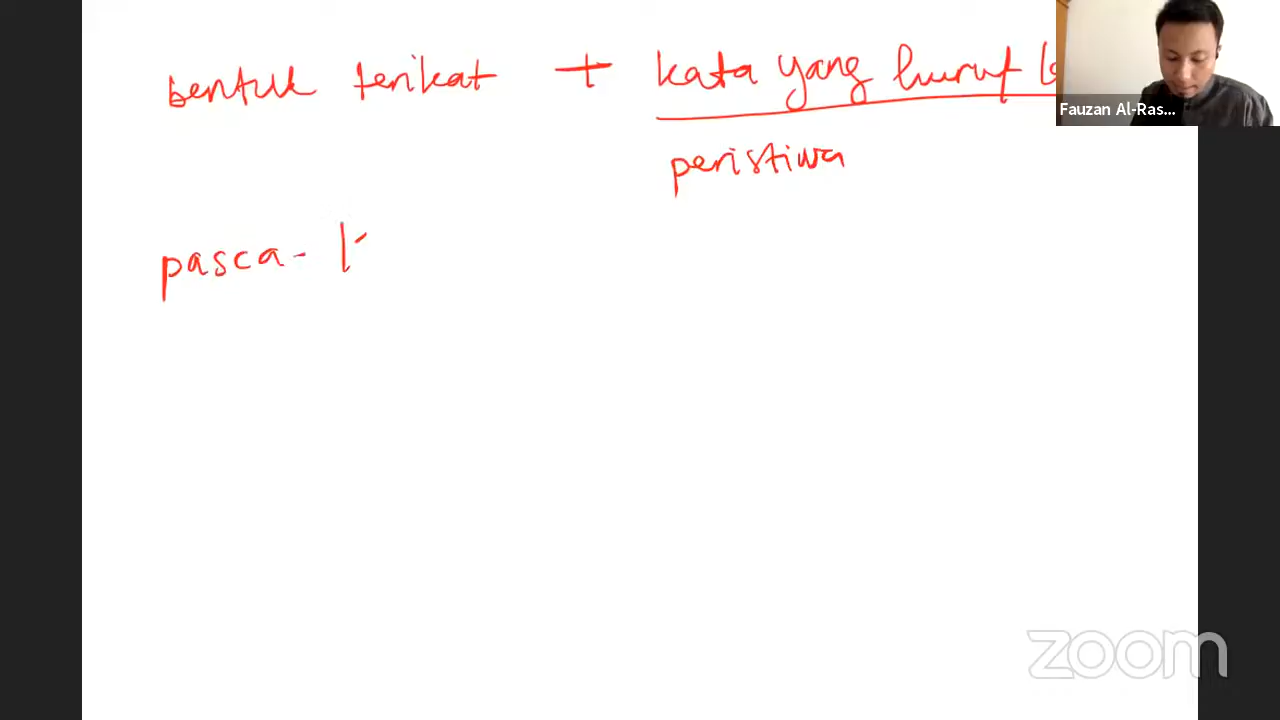 bentuk terikat + kata yang huruf
peristiwa
pasca-
Fauzan Al-Ras...
zoom